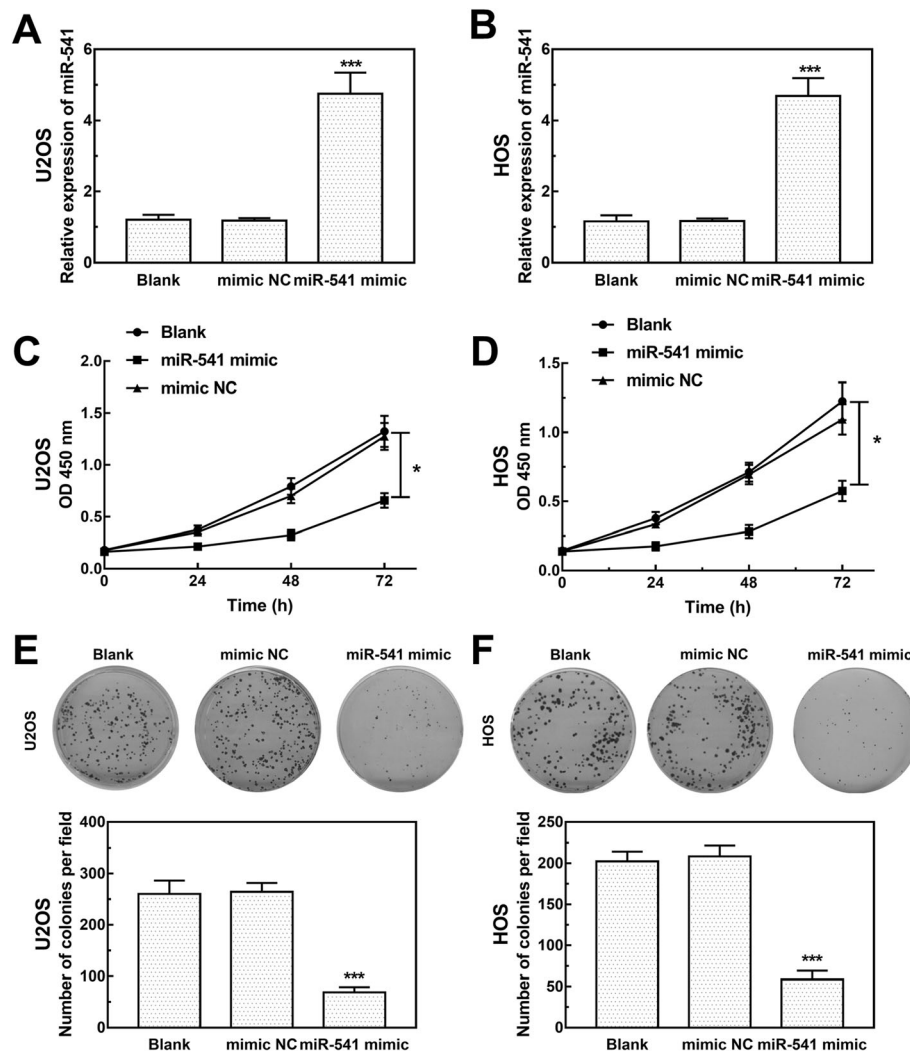 A
U2OS
Relative expression of miR-541
6
4
2
0
***
Blank
mimic NC
miR-541 mimic
B
HOS
Relative expression of miR-541
6
4
2
0
***
Blank
mimic NC
miR-541 mimic
C
Blank
miR-541 mimic
mimic NC
U2OS
OD 450 nm
2.0
1.5
1.0
0.5
0.0
*
0
24
48
72
Time (h)
D
Blank
miR-541 mimic
mimic NC
HOS
OD 450 nm
1.5
1.0
0.5
0.0
*
0
24
48
72
Time (h)
E
Blank
mimic NC
miR-541 mimic
U2OS
U2OS
Number of colonies per field
400
300
200
100
0
***
Blank
mimic NC
miR-541 mimic
F
Blank
mimic NC
miR-541 mimic
HOS
HOS
Number of colonies per field
250
200
150
100
50
0
***
Blank
mimic NC
miR-541 mimic